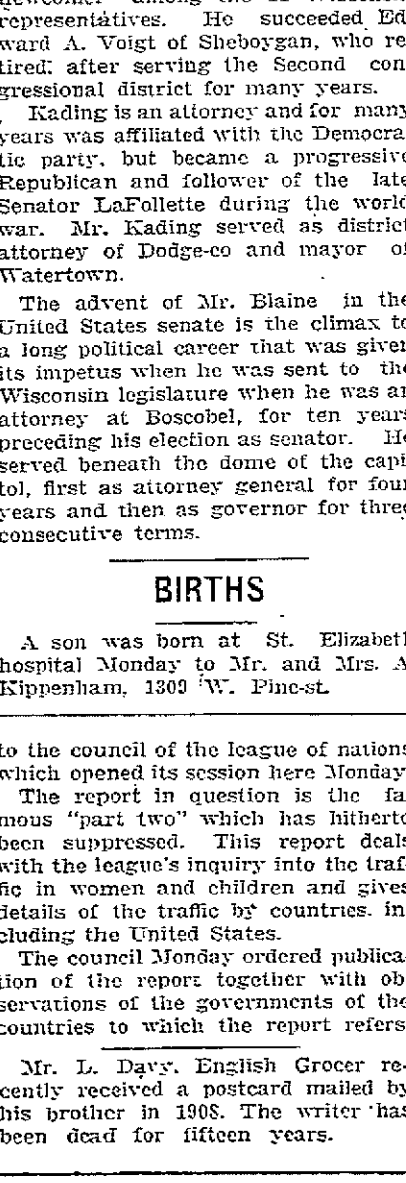 newcomer among the 11 Wisconsin
representatives. He succeeded Ed-
ward A. Voigt of Sheboygan, who re-
tired: after serving the Second con-
gressional district for many years.
Kading is an attorney and for many
years was affiliated with the Democra-
tic party, but became a progressive
Republican and follower of the late
Senator LaFollette during the world
war. Mr. Kading served as district
attorney of Dodge-co and mayor of
Watertown.
The advent of Mr. Blaine in the
United States senate is the climax to
a long political career that was given
its impetus when he was sent to the
Wisconsin legislature when he was an
attorney at Boscobel, for ten years
preceding his election as senator. He
served beneath the dome of the capi-
tol, first as attorney general for four
years and then as governor for three
consecutive terms.
BIRTHS
A son was born at St. Elizabeth
hospital Monday to Mr. and Mrs. A
Kippenham, 1309 W. Pine-st.
to the council of the league of nations
which opened its session here Monday
The report in question is the fa-
mous "part two" which has hitherto
been suppressed. This report deals
with the league's inquiry into the traf-
fic in women and children and gives
details of the traffic by countries. in-
cluding the United States.
The council Monday ordered publica-
tion of the report together with ob-
servations of the governments of the
countries to which the report refers.
Mr. L. Davy. English Grocer re-
cently received a postcard mailed by
his brother in 1908. The writer has
been dead for fifteen years.